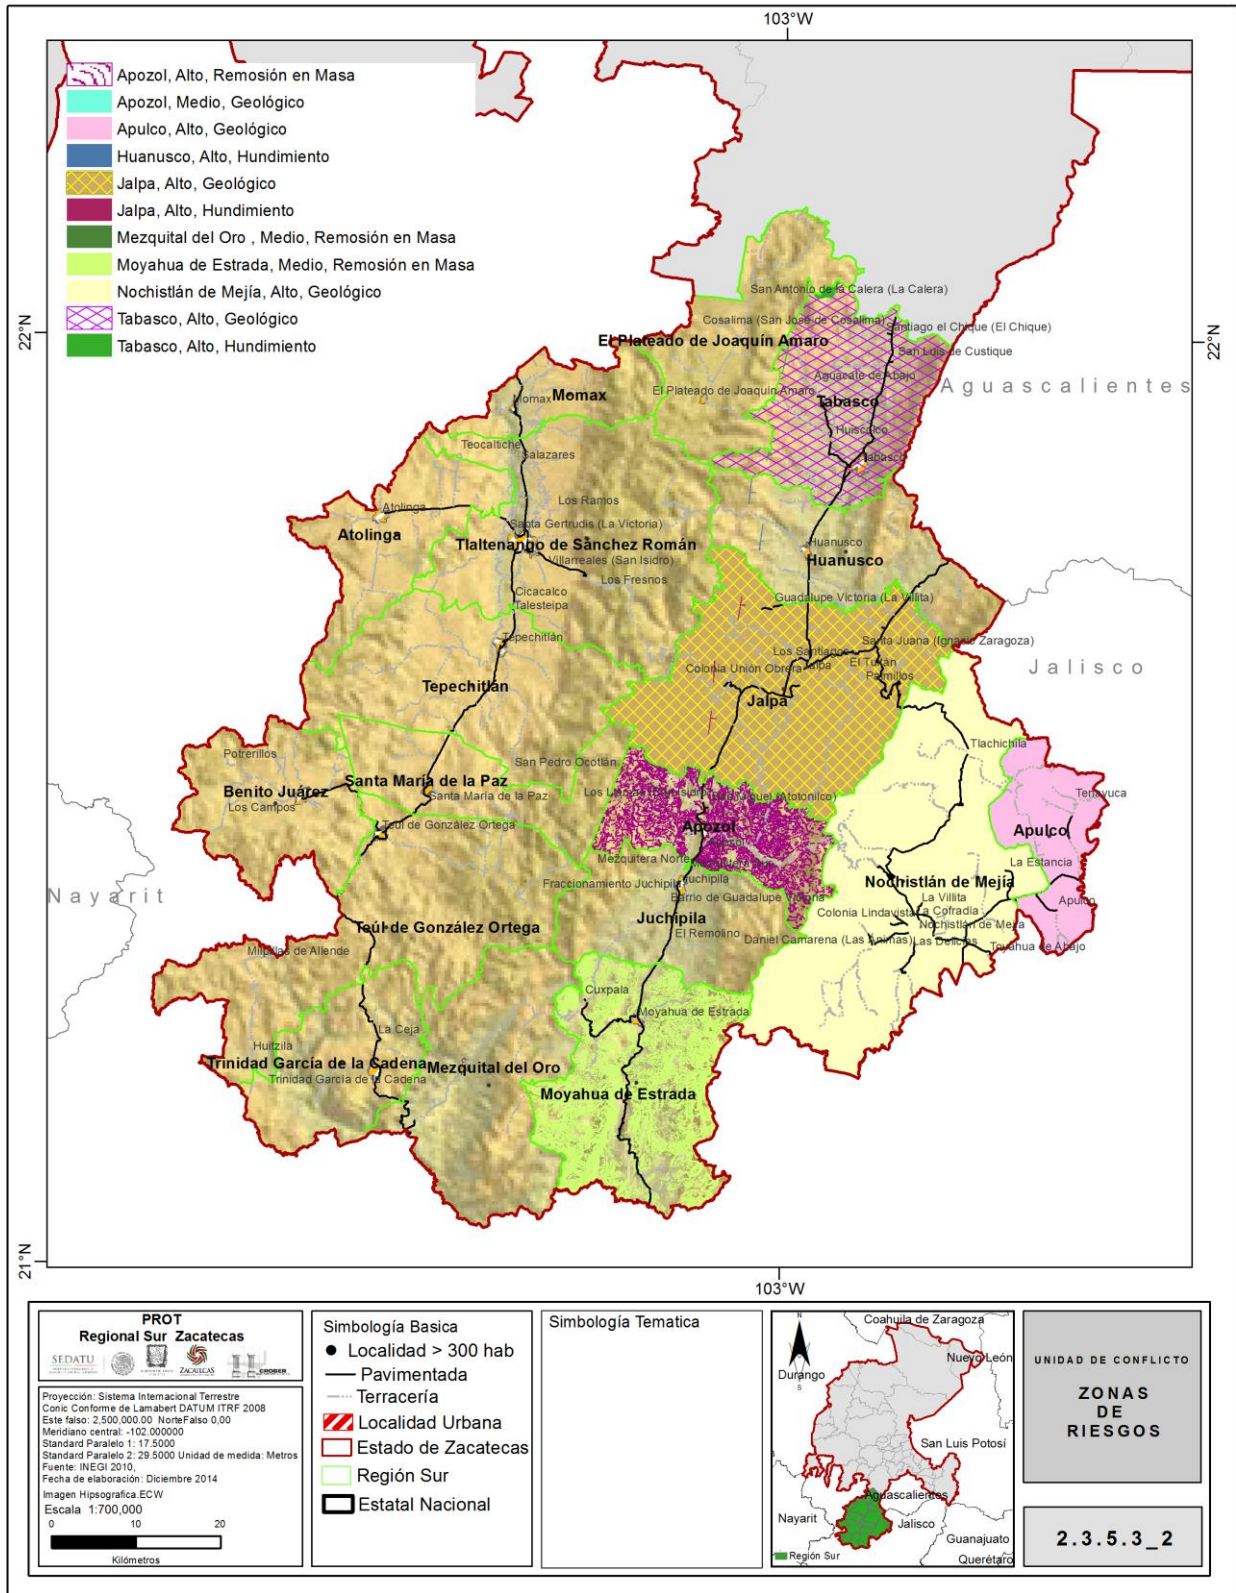 103°W
Apozol, Alto, Remosión en Masa
Apozol, Medio, Geológico
Apulco, Alto, Geológico
Huanusco, Alto, Hundimiento
Jalpa, Alto, Geológico
Jalpa, Alto, Hundimiento
Mezquital del Oro , Medio, Remosión en Masa
Moyahua de Estrada, Medio, Remosión en Masa
Nochistlán de Mejía, Alto, Geológico
Tabasco, Alto, Geológico
Tabasco, Alto, Hundimiento
22°N
22°N
San Antonio de la Calera (La Calera)
Cosalima (San José de Cosalima)
Santiago el Chique (El Chique)
El Plateado de Joaquín Amaro
San Luis de Custique
Aguacate de Abajo
Aguascalientes
El Plateado de Joaquín Amaro
Momax
Momax
Tabasco
Huiscolco
Tabasco
Teocaltiche
Salazares
Los Ramos
Atolinga
Atolinga
Santa Gertrudis (La Victoria)
Tlaltenango de Sánchez Román
Villarreales (San Isidro)
Los Fresnos
Huanusco
Huanusco
Cicacalco
Talesteipa
Guadalupe Victoria (La Villita)
Tepechitlán
Santa Juana (Ignacio Zaragoza)
Los Santiagos
El Tuitán
Colonia Unión Obrera
Jalpa
Palmillos
Jalisco
Tepechitlán
Jalpa
Tlachichila
Potrerillos
San Pedro Ocotlán
Santa María de la Paz
Benito Juárez
Santa María de la Paz
Los Campos
Tenayuca
Teúl de González Ortega
Apozol
Apulco
Mezquitera Norte
La Estancia
Nayarit
Fraccionamiento Juchipila
Juchipila
Nochistlán de Mejía
Barrio de Guadalupe Victoria
La Villita
Apulco
Colonia Lindavista
La Cofradía
Juchipila
Teúl de González Ortega
El Remolino
Nochistlán de Mejía
Daniel Camarena (Las Ánimas)
Las Delicias
Toyahua de Abajo
Milpillas de Allende
Cuxpala
Moyahua de Estrada
La Ceja
Huitzila
Trinidad García de la Cadena
Mezquital del Oro
Trinidad García de la Cadena
Moyahua de Estrada
21°N
103°W
PROT
Regional Sur Zacatecas
SEDATU
ZACATECAS
Proyección: Sistema Internacional Terrestre
Conic Conforme de Lamabert DATUM ITRF 2008
Este falso: 2,500,000.00 NorteFalso 0,00
Meridiano central: -102.000000
Standard Paralelo 1: 17.5000
Standard Paralelo 2: 29.5000 Unidad de medida: Metros
Fuente: INEGI 2010,
Fecha de elaboración: Diciembre 2014
Imagen Hipsografica.ECW
Escala 1:700,000
0 10 20
Kilómetros
Simbología Basica
Localidad > 300 hab
Pavimentada
Terracería
Localidad Urbana
Estado de Zacatecas
Región Sur
Estatal Nacional
Simbología Tematica
N
S
Coahuila de Zaragoza
Nuevo León
Durango
San Luis Potosí
Aguascalientes
Nayarit
Jalisco
Guanajuato
Región Sur
Querétaro
UNIDAD DE CONFLICTO
ZONAS
DE
RIESGOS
2.3.5.3_2